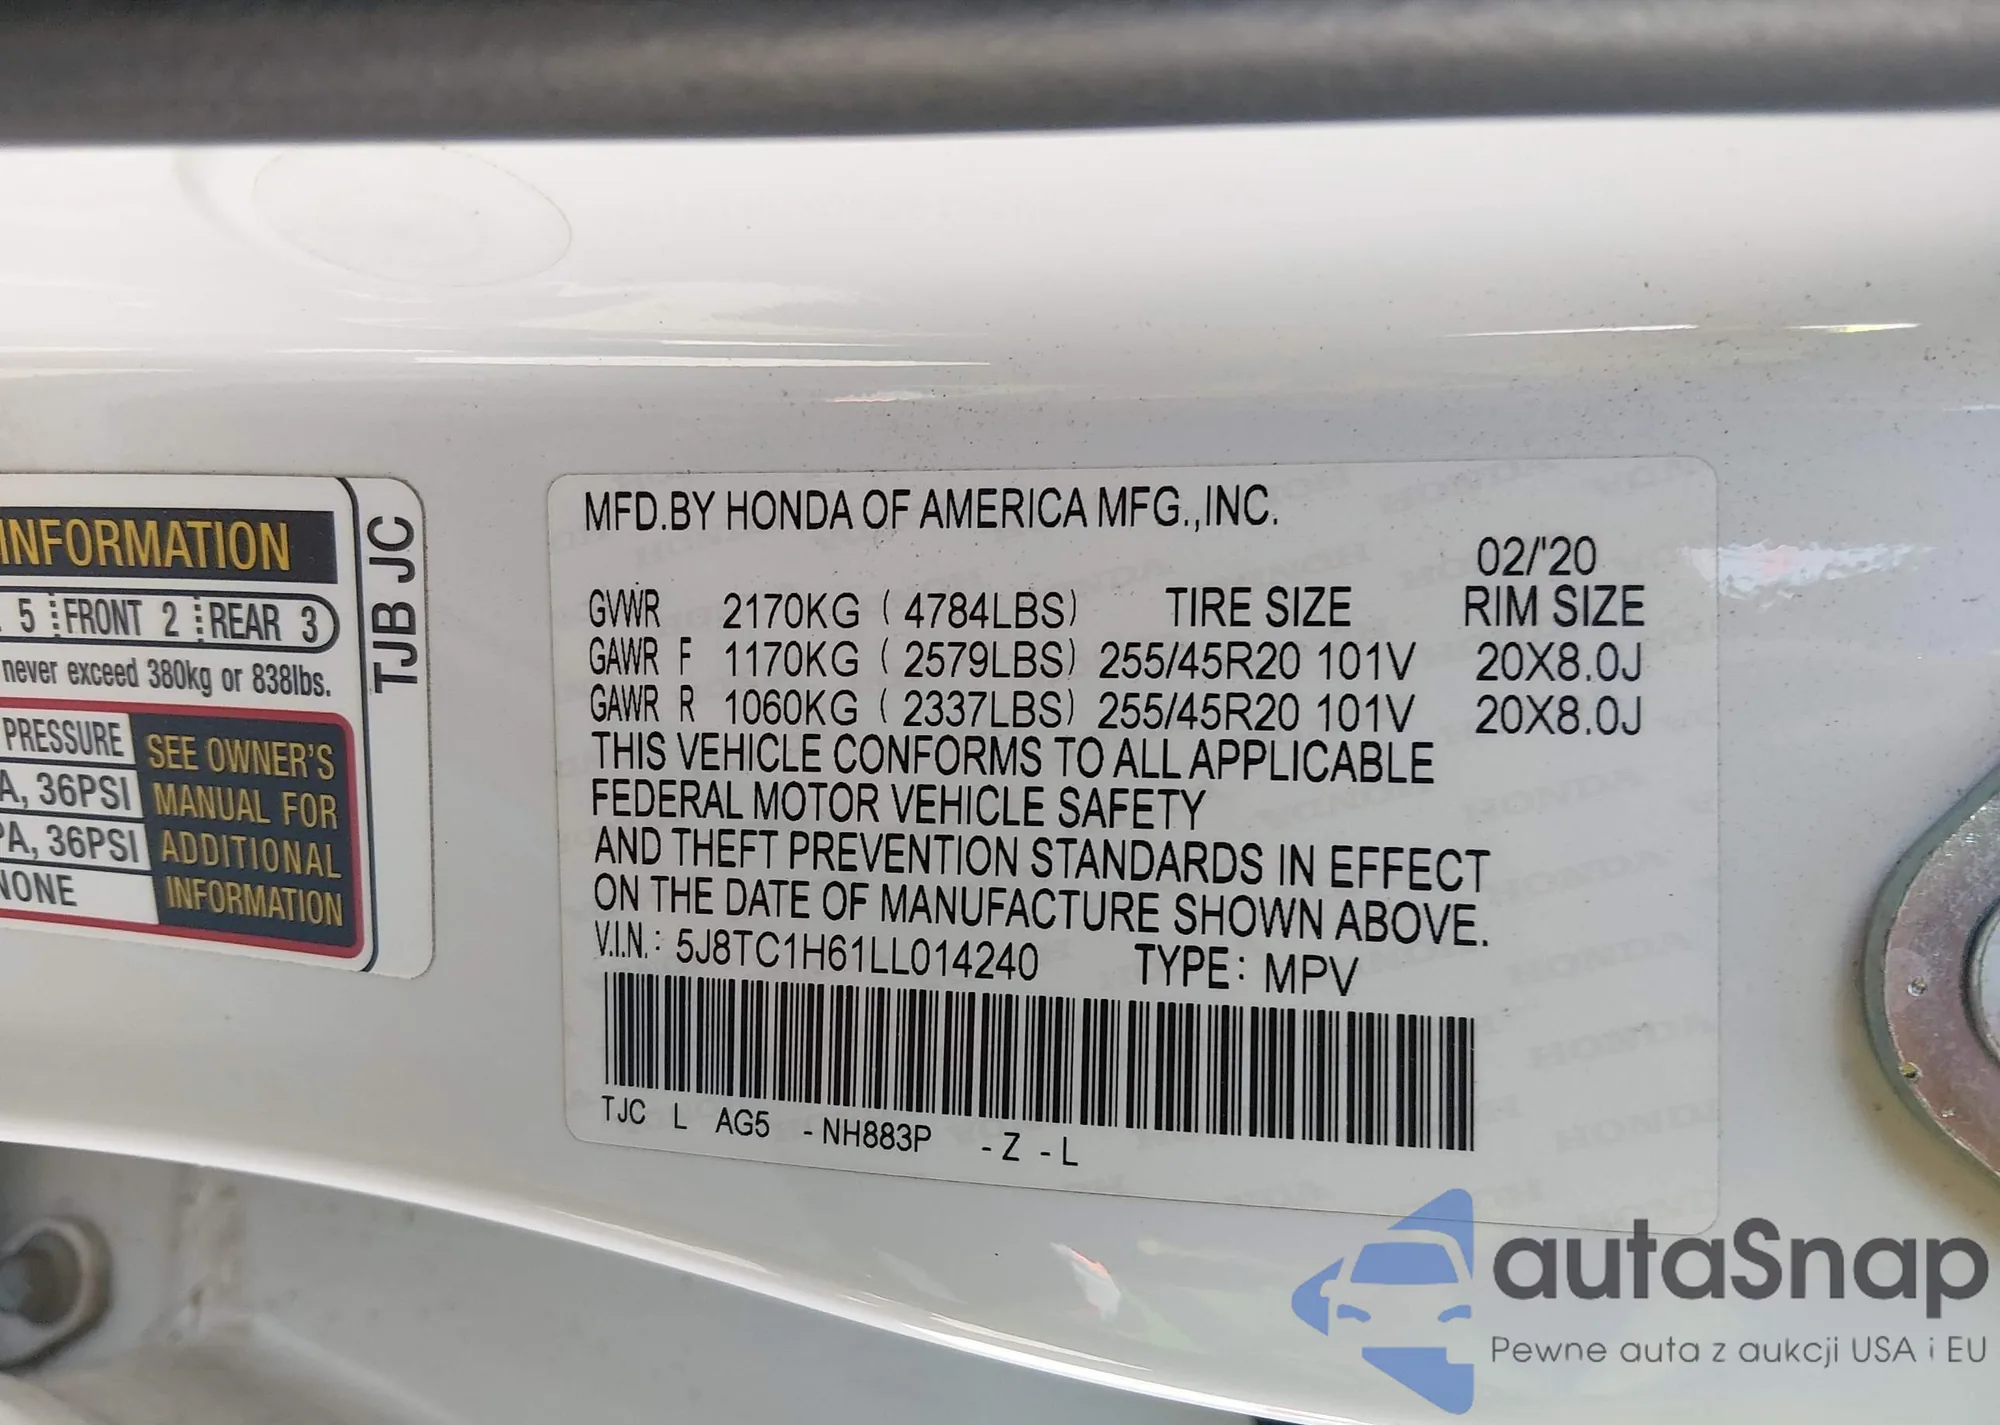 INFORMATION
5 FRONT 2 REAR 3
never exceed 380kg or 838lbs.
PRESSURE
36PSI
36PSI
NONE
SEE OWNER'S
MANUAL FOR
ADDITIONAL
INFORMATION
TJB JC
MFD.BY HONDA OF AMERICA MFG.,INC.
02/'20
GVWR 2170KG ( 4784LBS) TIRE SIZE RIM SIZE
GAWR F 1170KG ( 2579LBS) 255/45R20 101V 20X8.0J
GAWR R 1060KG ( 2337LBS) 255/45R20 101V 20X8.0J
THIS VEHICLE CONFORMS TO ALL APPLICABLE
FEDERAL MOTOR VEHICLE SAFETY
AND THEFT PREVENTION STANDARDS IN EFFECT
ON THE DATE OF MANUFACTURE SHOWN ABOVE.
V.I.N.: 5J8TC1H61LL014240 TYPE: MPV
TJC L AG5 -NH883P -Z -L
autaSnap
Pewne auta z aukcji USA i EU